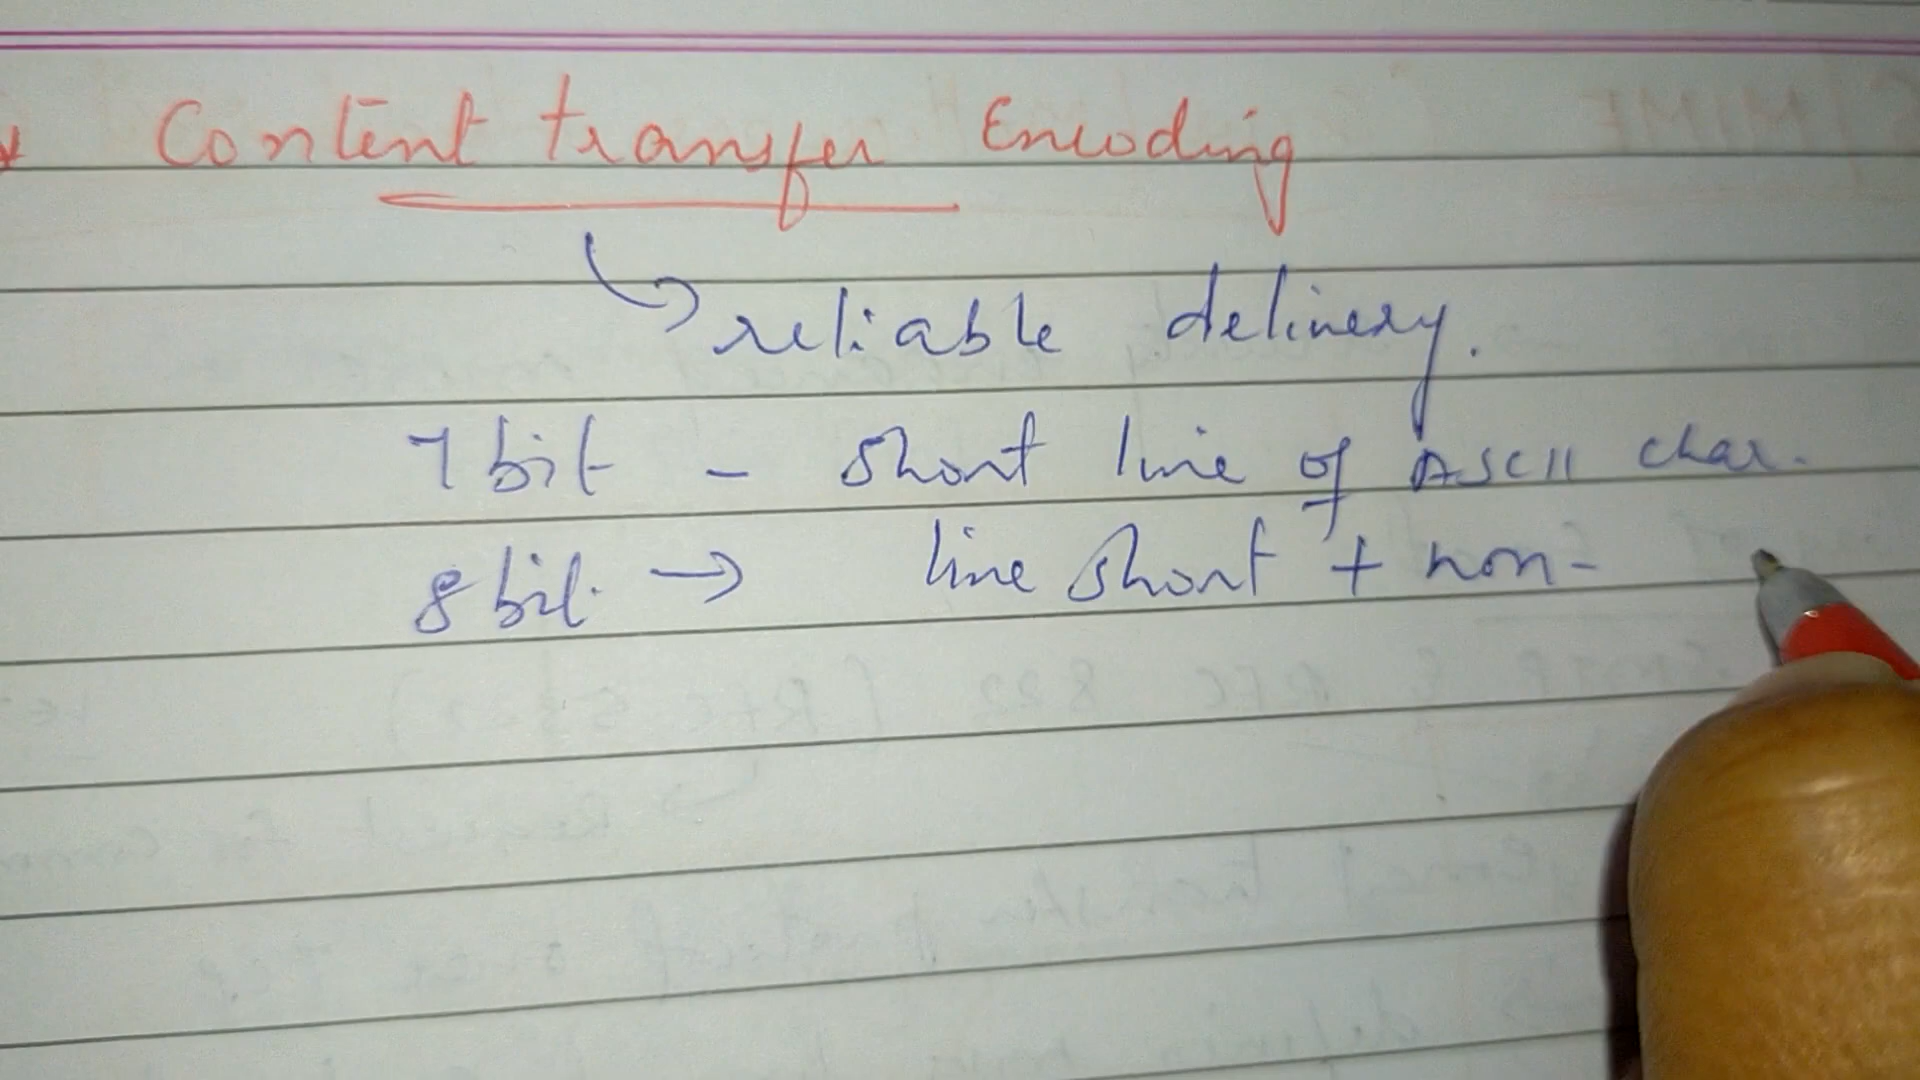 * Content transfer Encoding
reliable delivery.
7 bit - short line of ASCII char.
8 bit. → line short + non-